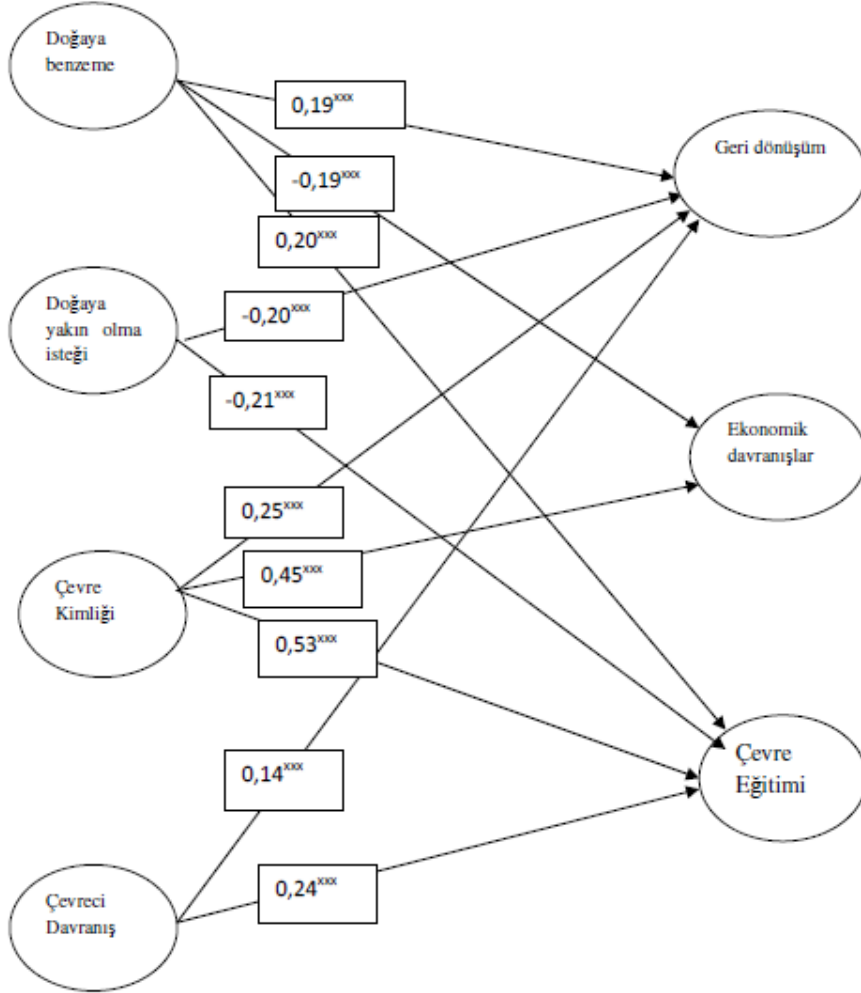 Doğaya
benzeme
0,19xxx
Geri dönüşüm
-0,19xxx
0,20xxx
Doğaya
yakın olma
isteği
-0,20xxx
-0,21xxx
Ekonomik
davranışlar
0,25xxx
0,45xxx
Çevre
Kimliği
0,53xxx
Çevre
Eğitimi
0,14xxx
0,24xxx
Çevreci
Davranış